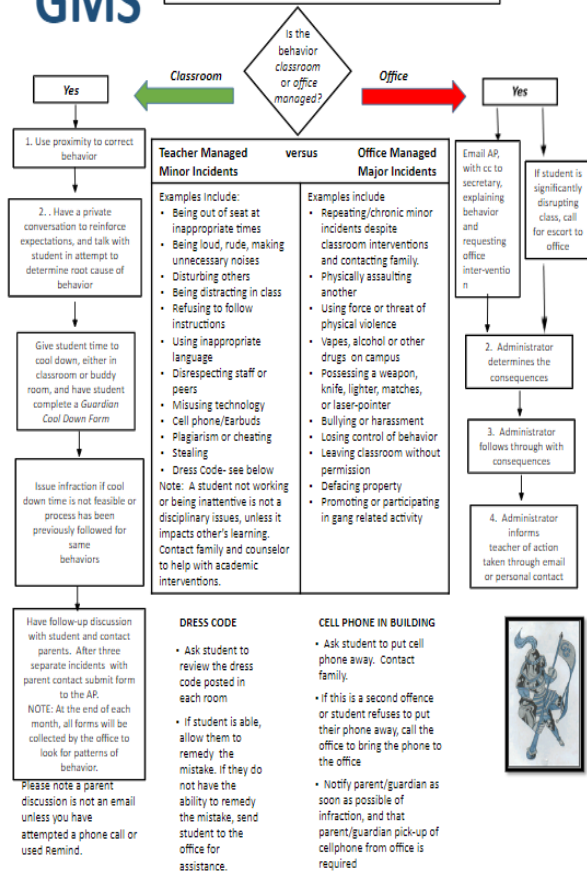 GMS
Is the
behavior
classroom
or office
managed?
Classroom
Office
Yes
Yes
1. Use proximity to correct
behavior
2. . Have a private
conversation to reinforce
expectations, and talk with
student in attempt to
determine root cause of
behavior
Give student time to
cool down, either in
classroom or buddy
room, and have student
complete a Guardian
Cool Down Form
Issue infraction if cool
down time is not feasible or
process has been
previously followed for
same
behaviors
Have follow-up discussion
with student and contact
parents. After three
separate incidents with
parent contact submit form
to the AP.
NOTE: At the end of each
month, all forms will be
collected by the office to
look for patterns of
behavior.
Please note a parent
discussion is not an email
unless you have
attempted a phone call or
used Remind.
Teacher Managed versus Office Managed
Minor Incidents Major Incidents
Examples Include:
• Being out of seat at
inappropriate times
• Being loud, rude, making
unnecessary noises
• Disturbing others
• Being distracting in class
• Refusing to follow
instructions
• Using inappropriate
language
• Disrespecting staff or
peers
• Misusing technology
• Cell phone/Earbuds
• Plagiarism or cheating
• Stealing
• Dress Code- see below
Note: A student not working
or being inattentive is not a
disciplinary issues, unless it
impacts other's learning.
Contact family and counselor
to help with academic
interventions.
Examples include
• Repeating/chronic minor
incidents despite
classroom interventions
and contacting family.
• Physically assaulting
another
• Using force or threat of
physical violence
• Vapes, alcohol or other
drugs on campus
• Possessing a weapon,
knife, lighter, matches,
or laser-pointer
• Bullying or harassment
• Losing control of behavior
• Leaving classroom without
permission
• Defacing property
• Promoting or participating
in gang related activity
Email AP,
with cc to
secretary,
explaining
behavior
and
requesting
office
inter-ventio
n
If student is
significantly
disrupting
class, call
for escort to
office
2. Administrator
determines the
consequences
3. Administrator
follows through with
consequences
4. Administrator
informs
teacher of action
taken through email
or personal contact
DRESS CODE
• Ask student to
review the dress
code posted in
each room
• If student is able,
allow them to
remedy the
mistake. If they do
not have the
ability to remedy
the mistake, send
student to the
office for
assistance.
CELL PHONE IN BUILDING
• Ask student to put cell
phone away. Contact
family.
• If this is a second offence
or student refuses to put
their phone away, call the
office to bring the phone to
the office
• Notify parent/guardian as
soon as possible of
infraction, and that
parent/guardian pick-up of
cellphone from office is
required